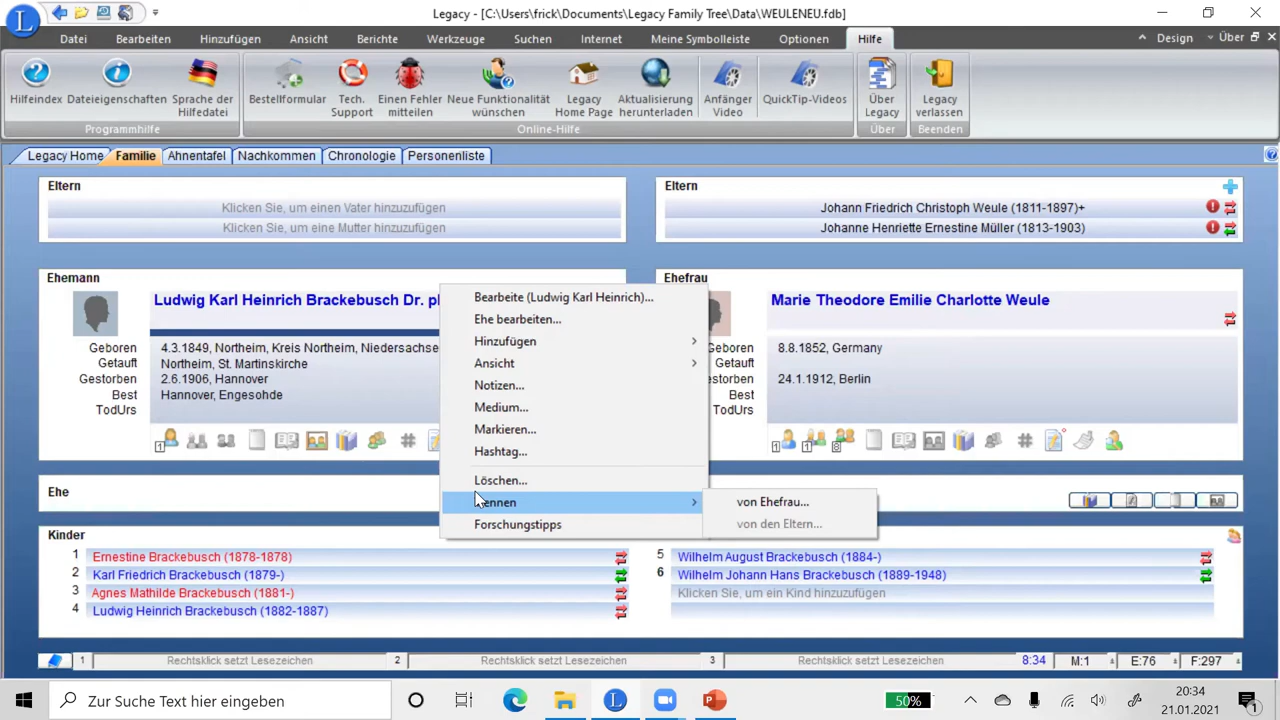 L
Legacy - [C:\Users\frick\Documents\Legacy Family Tree\Data\WEULENEU.fdb]
Datei Bearbeiten Hinzufügen Ansicht Berichte Werkzeuge Suchen Internet Meine Symbolleiste Optionen Hilfe Design Über
Hilfeindex Dateieigenschaften Sprache der Hilfedatei Bestellformular Tech. Support Einen Fehler mitteilen Neue Funktionalität wünschen Legacy Home Page Aktualisierung herunterladen Anfänger Video QuickTip-Videos Über Legacy Legacy verlassen
Programmhilfe Online-Hilfe Über Beenden
Legacy Home Familie Ahnentafel Nachkommen Chronologie Personenliste
Eltern
Klicken Sie, um einen Vater hinzuzufügen
Klicken Sie, um eine Mutter hinzuzufügen
Eltern
Johann Friedrich Christoph Weule (1811-1897)+
Johanne Henriette Ernestine Müller (1813-1903)
Ehemann
Ludwig Karl Heinrich Brackebusch Dr. p
Geboren 4.3.1849, Northeim, Kreis Northeim, Niedersachse
Getauft Northeim, St. Martinskirche
Gestorben 2.6.1906, Hannover
Best Hannover, Engesohde
TodUrs
1
Ehefrau
Marie Theodore Emilie Charlotte Weule
Geboren 8.8.1852, Germany
Getauft
Gestorben 24.1.1912, Berlin
Best
TodUrs
1 1 8
Bearbeite (Ludwig Karl Heinrich)...
Ehe bearbeiten...
Hinzufügen
Ansicht
Notizen...
Medium...
Markieren...
Hashtag...
Löschen...
ennen
Forschungstipps
von Ehefrau...
von den Eltern...
Ehe
Kinder
1 Ernestine Brackebusch (1878-1878)
2 Karl Friedrich Brackebusch (1879-)
3 Agnes Mathilde Brackebusch (1881-)
4 Ludwig Heinrich Brackebusch (1882-1887)
5 Wilhelm August Brackebusch (1884-)
6 Wilhelm Johann Hans Brackebusch (1889-1948)
Klicken Sie, um ein Kind hinzuzufügen
1 Rechtsklick setzt Lesezeichen 2 Rechtsklick setzt Lesezeichen 3 Rechtsklick setzt Lesezeichen 8:34 M:1 E:76 F:297
Zur Suche Text hier eingeben
50%
20:34
21.01.2021
1